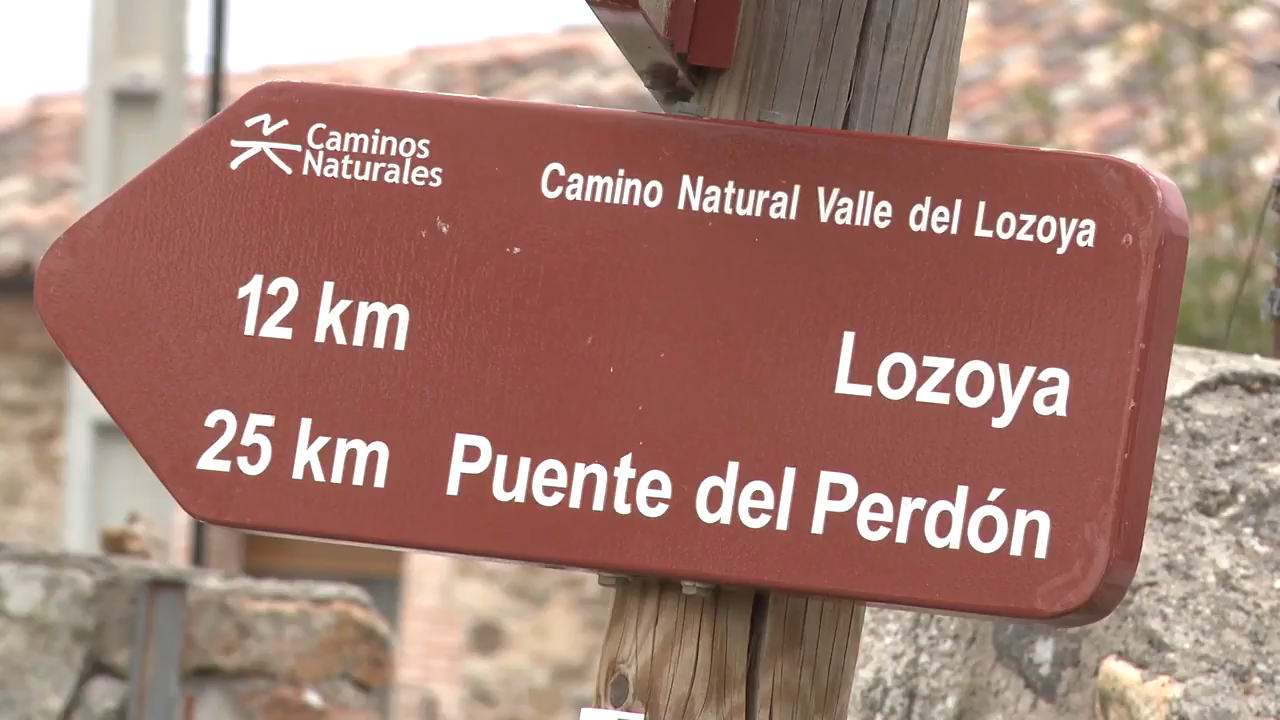 Caminos
Naturales
Camino Natural Valle del Lozoya
12 km Lozoya
25 km Puente del Perdón